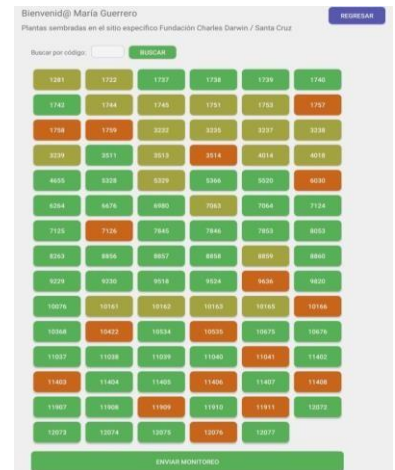 Bienvenid@ María Guerrero
REGRESAR
Plantas sembradas en el sitio específico Fundación Charles Darwin / Santa Cruz
Buscar por código: BUSCAR
1281 1722 1737 1738 1739 1740
1742 1744 1745 1751 1753 1757
1758 1759 3232 3235 3237 3238
3239 3511 3513 3514 4014 4018
4655 5328 5329 5366 5520 6030
6264 6676 6980 7063 7064 7124
7125 7126 7845 7846 7853 8053
8263 8856 8857 8858 8859 8860
9229 9230 9518 9524 9636 9820
10076 10161 10162 10163 10165 10166
10368 10422 10534 10535 10675 10676
11037 11038 11039 11040 11041 11402
11403 11404 11405 11406 11407 11408
11907 11908 11909 11910 11911 12072
12073 12074 12075 12076 12077
ENVIAR MONITOREO